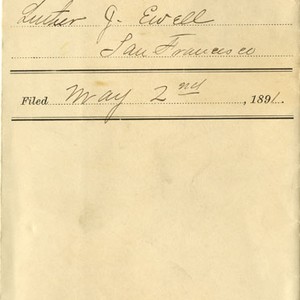 Luther J. Ewell
San Francisco
Filed May 2nd, 1891.